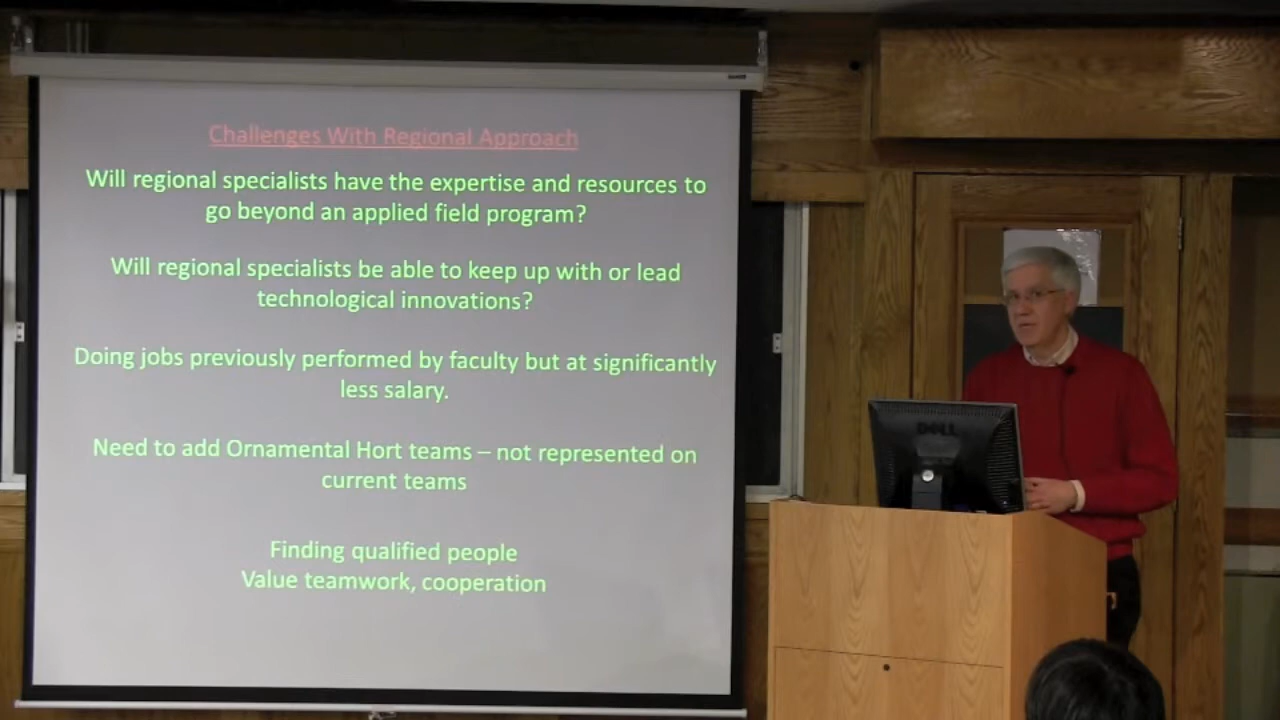 Challenges With Regional Approach
Will regional specialists have the expertise and resources to
go beyond an applied field program?
Will regional specialists be able to keep up with or lead
technological innovations?
Doing jobs previously performed by faculty but at significantly
less salary.
Need to add Ornamental Hort teams – not represented on
current teams
Finding qualified people
Value teamwork, cooperation
DELL